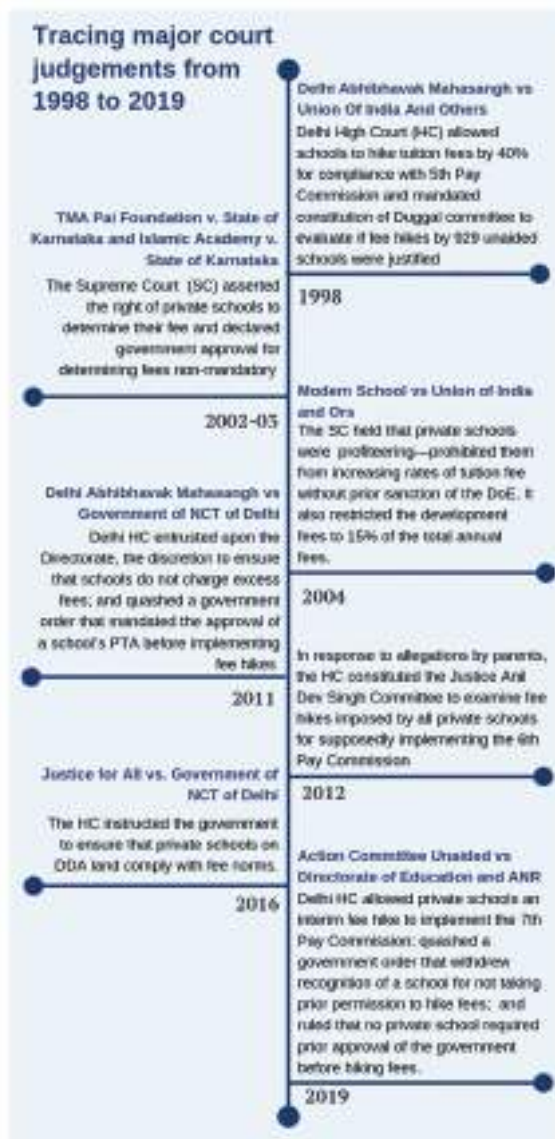 Tracing major court
judgements from
1998 to 2019
Delhi Abhibhavak Mahasangh vs
Union Of India And Others
Delhi High Court (HC) allowed
schools to hike tuition fees by 40%
for compliance with 5th Pay
Commission and mandated
constitution of Duggal committee to
evaluate if fee hikes by 929 unaided
schools were justified
1998
TMA Pai Foundation v. State of
Karnataka and Islamic Academy v.
State of Karnataka
The Supreme Court (SC) asserted
the right of private schools to
determine their fee and declared
government approval for
determining fees non-mandatory
2002-03
Modern School vs Union of India
and Ors
The SC held that private schools
were profiteering—prohibited them
from increasing rates of tuition fee
without prior sanction of the DoE. It
also restricted the development
fees to 15% of the total annual
fees.
2004
Delhi Abhibhavak Mahasangh vs
Government of NCT of Delhi
Delhi HC entrusted upon the
Directorate, the discretion to ensure
that schools do not charge excess
fees; and quashed a government
order that mandated the approval of
a school's PTA before implementing
fee hikes
2011
In response to allegations by parents,
the HC constituted the Justice Anil
Dev Singh Committee to examine fee
hikes imposed by all private schools
for supposedly implementing the 6th
Pay Commission
2012
Justice for All vs. Government of
NCT of Delhi
The HC instructed the government
to ensure that private schools on
DDA land comply with fee norms.
2016
Action Committee Unaided vs
Directorate of Education and ANR
Delhi HC allowed private schools an
interim fee hike to implement the 7th
Pay Commission; quashed a
government order that withdrew
recognition of a school for not taking
prior permission to hike fees; and
ruled that no private school required
prior approval of the government
before hiking fees.
2019